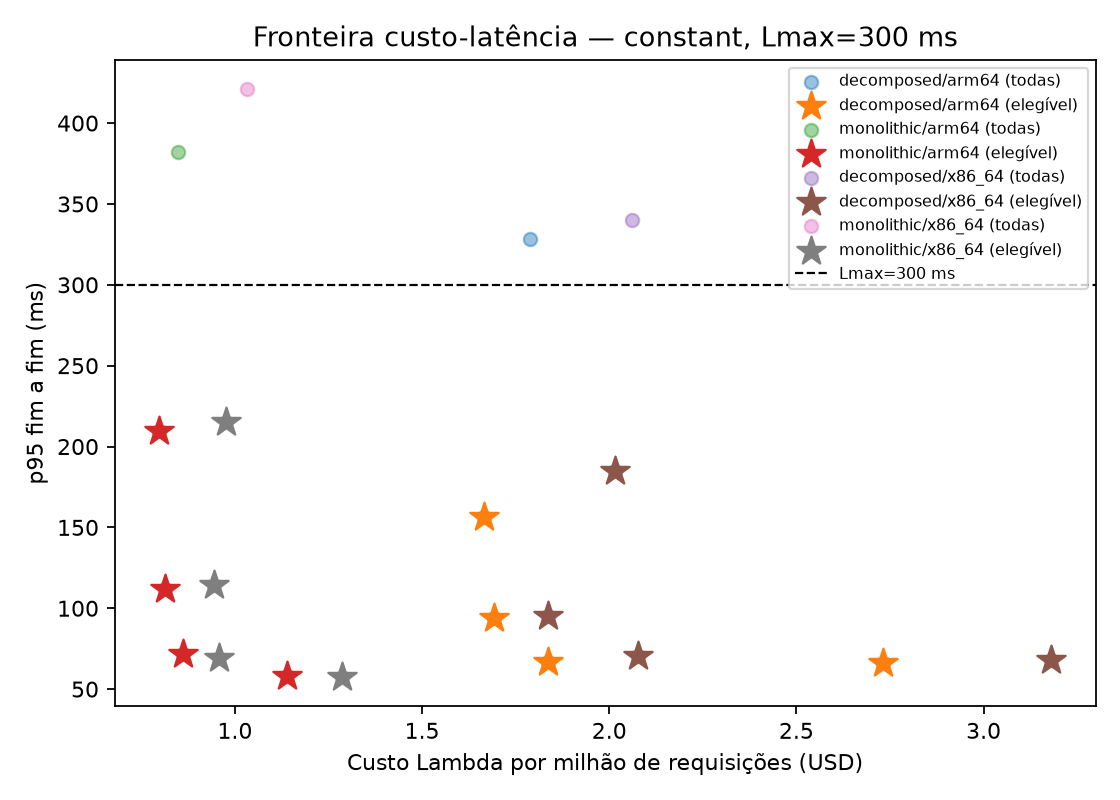 Fronteira custo-latência — constant, Lmax=300 ms
decomposed/arm64 (todas)
decomposed/arm64 (elegível)
monolithic/arm64 (todas)
monolithic/arm64 (elegível)
decomposed/x86_64 (todas)
decomposed/x86_64 (elegível)
monolithic/x86_64 (todas)
monolithic/x86_64 (elegível)
Lmax=300 ms
p95 fim a fim (ms)
400
350
300
250
200
150
100
50
1.0
1.5
2.0
2.5
3.0
Custo Lambda por milhão de requisições (USD)